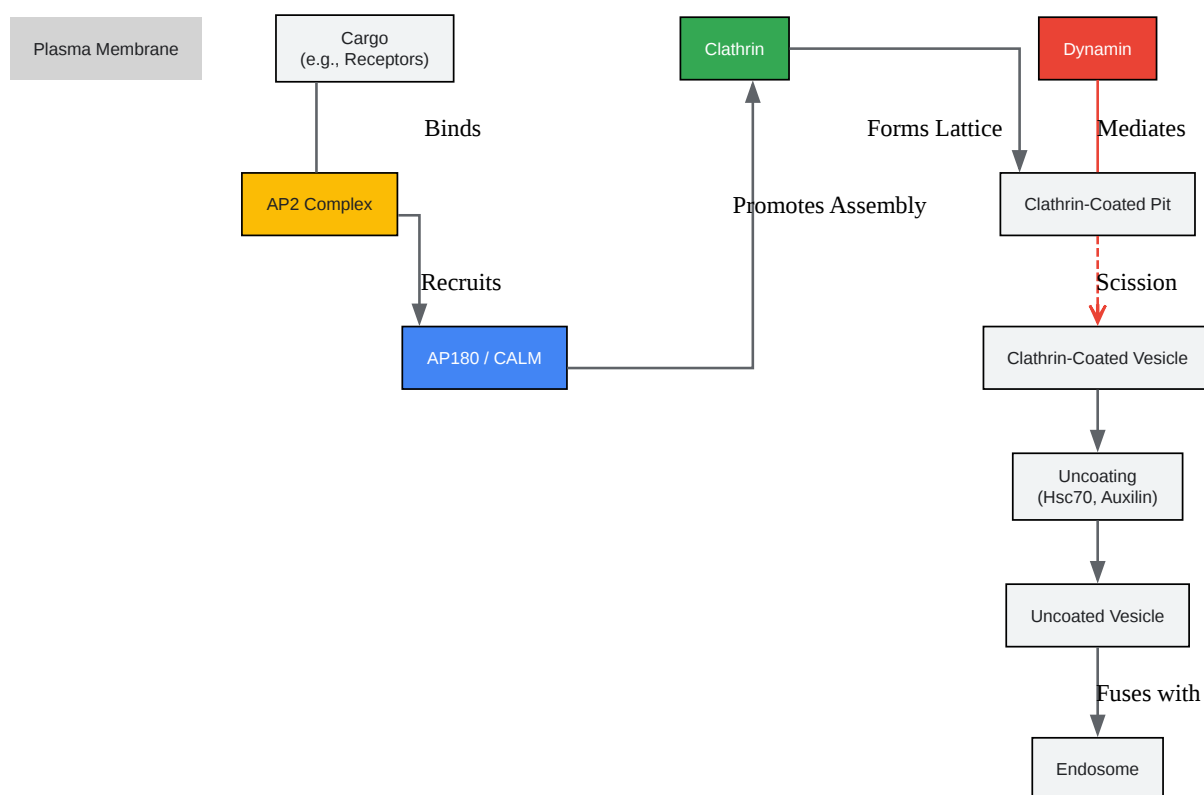 Plasma Membrane
Cargo
(e.g., Receptors)
Clathrin
Dynamin
Binds
Forms Lattice
Mediates
AP2 Complex
Promotes Assembly
Clathrin-Coated Pit
Recruits
Scission
AP180 / CALM
Clathrin-Coated Vesicle
Uncoating
(Hsc70, Auxilin)
Uncoated Vesicle
Fuses with
Endosome